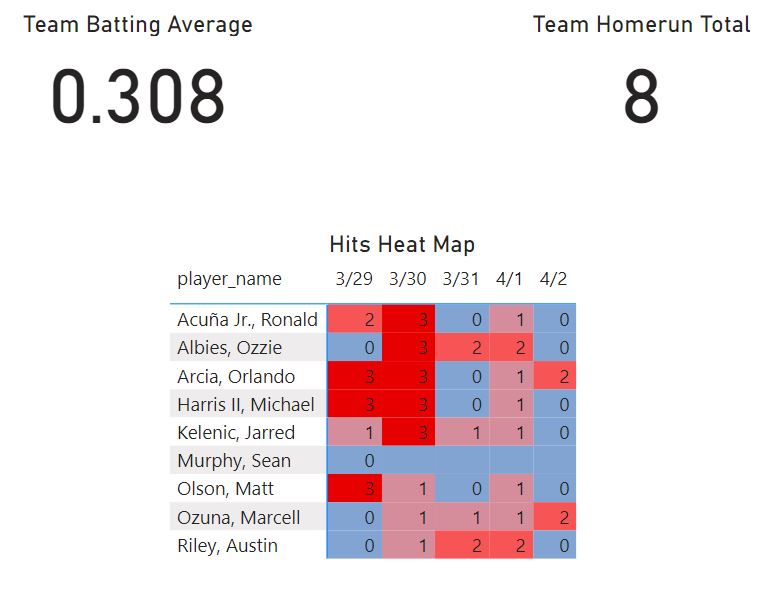 Team Batting Average Team Homerun Total
0.308 8
Hits Heat Map
player_name 3/29 3/30 3/31 4/1 4/2
Acuña Jr., Ronald 2 3 0 1 0
Albies, Ozzie 0 3 2 2 0
Arcia, Orlando 3 3 0 1 2
Harris II, Michael 3 3 0 1 0
Kelenic, Jarred 1 3 1 1 0
Murphy, Sean 0
Olson, Matt 3 1 0 1 0
Ozuna, Marcell 0 1 1 1 2
Riley, Austin 0 1 2 2 0